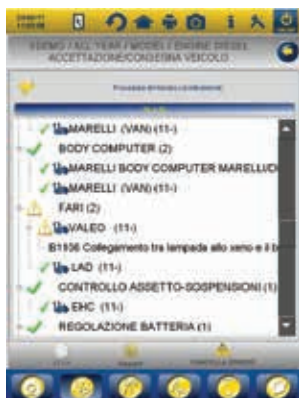 DEMO / ALL YEAR / MODEL / ENGINE DIESEL
ACCETTAZIONE/CONSEGNA VEICOLO
MARELLI (VAN) (11-)
BODY COMPUTER (2)
MARELLI BODY COMPUTER MARELLI/D
MARELLI (VAN) (11-)
FARI (2)
VALEO (11-)
B1936 Collegamento tra lampada allo xeno e il b
LAD (11-)
CONTROLLO ASSETTO-SOSPENSIONI (1)
EHC (11-)
REGOLAZIONE BATTERIA (1)